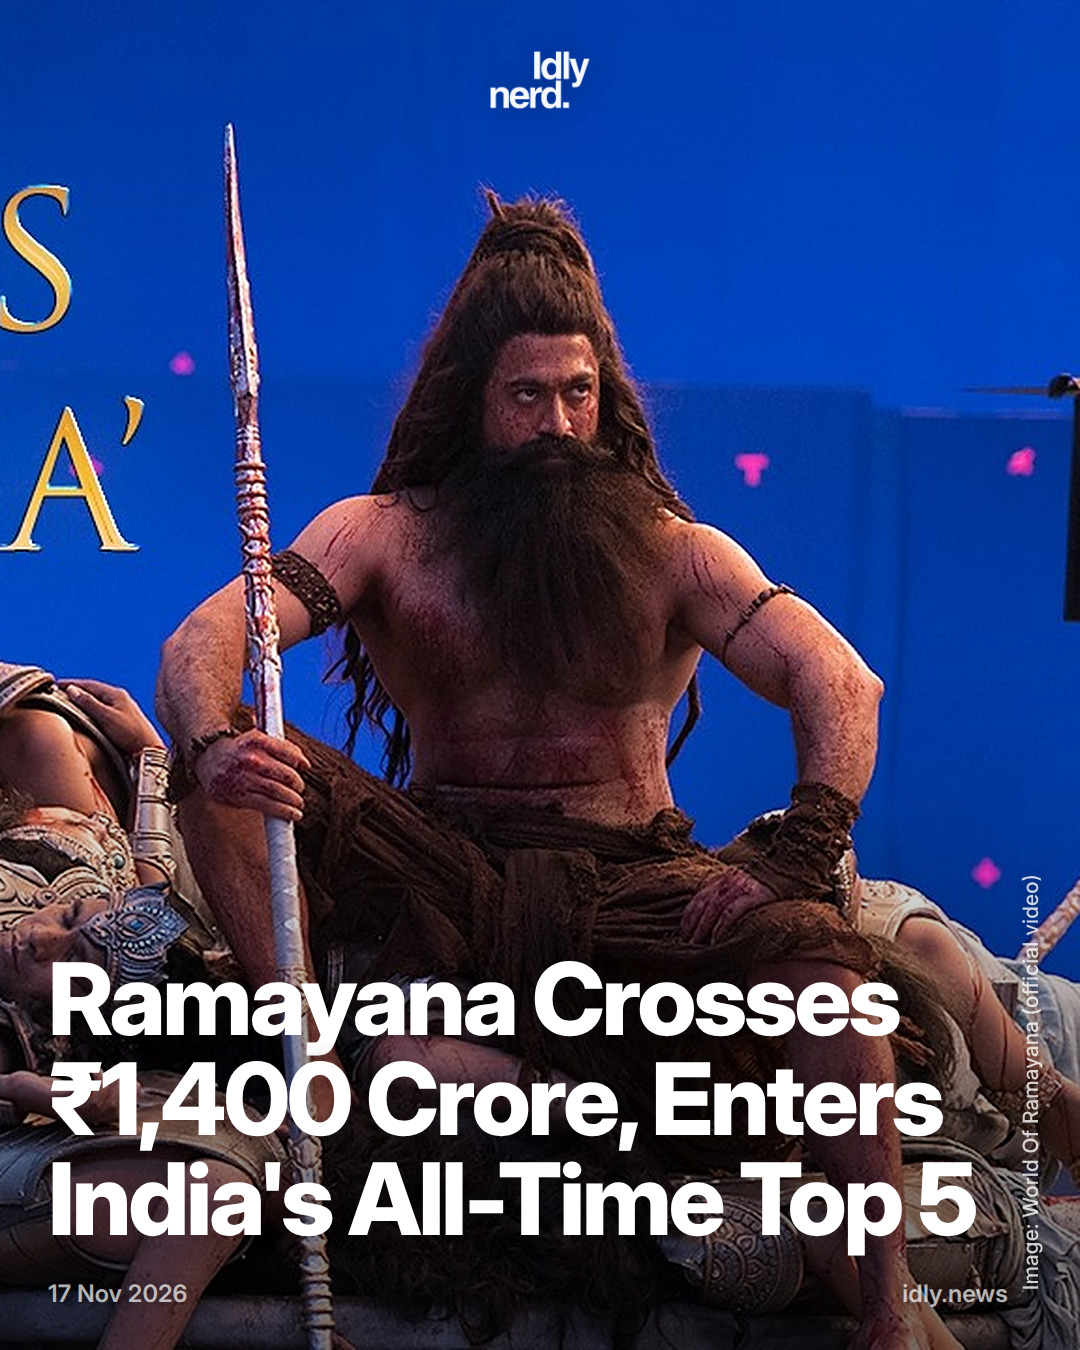 Idly
nerd.
S
A’
Ramayana Crosses
₹1,400 Crore, Enters
India's All-Time Top 5
17 Nov 2026
idly.news
Image: World Of Ramayana (official video)